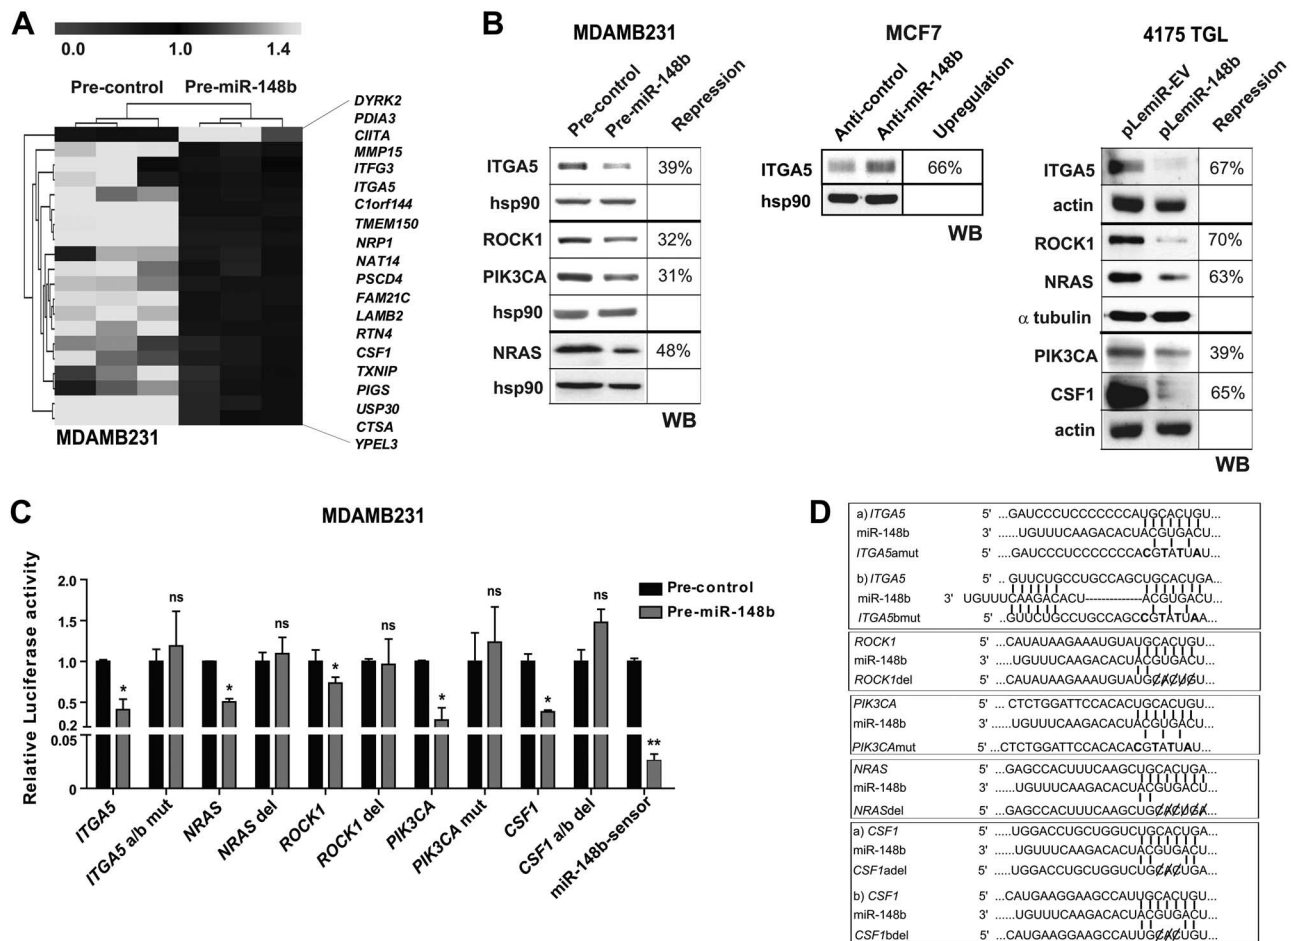 A
0.0 1.0 1.4
Pre-control Pre-miR-148b
DYRK2
PDIA3
CIITA
MMP15
ITFG3
ITGA5
C1orf144
TMEM150
NRP1
NAT14
PSCD4
FAM21C
LAMB2
RTN4
CSF1
TXNIP
PIGS
USP30
CTSA
YPEL3
MDAMB231
B
MDAMB231
Pre-control
Pre-miR-148b
Repression
ITGA5 39%
hsp90
ROCK1 32%
PIK3CA 31%
hsp90
NRAS 48%
hsp90
WB
MCF7
Anti-control
Anti-miR-148b
Upregulation
ITGA5 66%
hsp90
WB
4175 TGL
pLemiR-EV
pLemiR-148b
Repression
ITGA5 67%
actin
ROCK1 70%
NRAS 63%
α tubulin
PIK3CA 39%
CSF1 65%
actin
WB
C
MDAMB231
Relative Luciferase activity
2.0
1.5
1.0
0.5
0.2
0.05
0
Pre-control
Pre-miR-148b
* ns * ns * ns * ns * ns **
ITGA5
ITGA5 a/b mut
NRAS
NRAS del
ROCK1
ROCK1 del
PIK3CA
PIK3CA mut
CSF1
CSF1 a/b del
miR-148b-sensor
D
a) ITGA5 5' ...GAUCCCUCCCCCCCAUGCACUGU...
miR-148b 3' ......UGUUUCAAGACACUACGUGACU...
ITGA5amut 5' ....GAUCCCUCCCCCCCACGTATUAU...
b) ITGA5 5' .. GUUCUGCCUGCCAGCUGCACUGA...
miR-148b 3' UGUUUCAAGACACU--------------ACGUGACU...
ITGA5bmut 5' ..GUUCUGCCUGCCAGCCGTATUAA...
ROCK1 5' ...CAUAUAAGAAAUGUAUGCACUGU...
miR-148b 3' .....UGUUUCAAGACACUACGUGACU...
ROCK1del 5' ....CAUAUAAGAAAUGUAUGCACUGU...
PIK3CA 5' ... CTCTGGATTCCACACUGCACUGU...
miR-148b 3' .....UGUUUCAAGACACUACGUGACU...
PIK3CAmut 5' ...CTCTGGATTCCACACACGTATUAU...
NRAS 5' ...GAGCCACUUUCAAGCUGCACUGA...
miR-148b 3' .....UGUUUCAAGACACUACGUGACU...
NRASdel 5' ...GAGCCACUUUCAAGCUGCACUGA...
a) CSF1 5' .....UGGACCUGCUGGUCUGCACUGA...
miR-148b 3' .....UGUUUCAAGACACUACGUGACU...
CSF1adel 5' ....UGGACCUGCUGGUCUGCACUGA...
b) CSF1 5' ...CAUGAAGGAAGCCAUUGCACUGU...
miR-148b 3' .....UGUUUCAAGACACUACGUGACU...
CSF1bdel 5' ...CAUGAAGGAAGCCAUUGCACUGU...